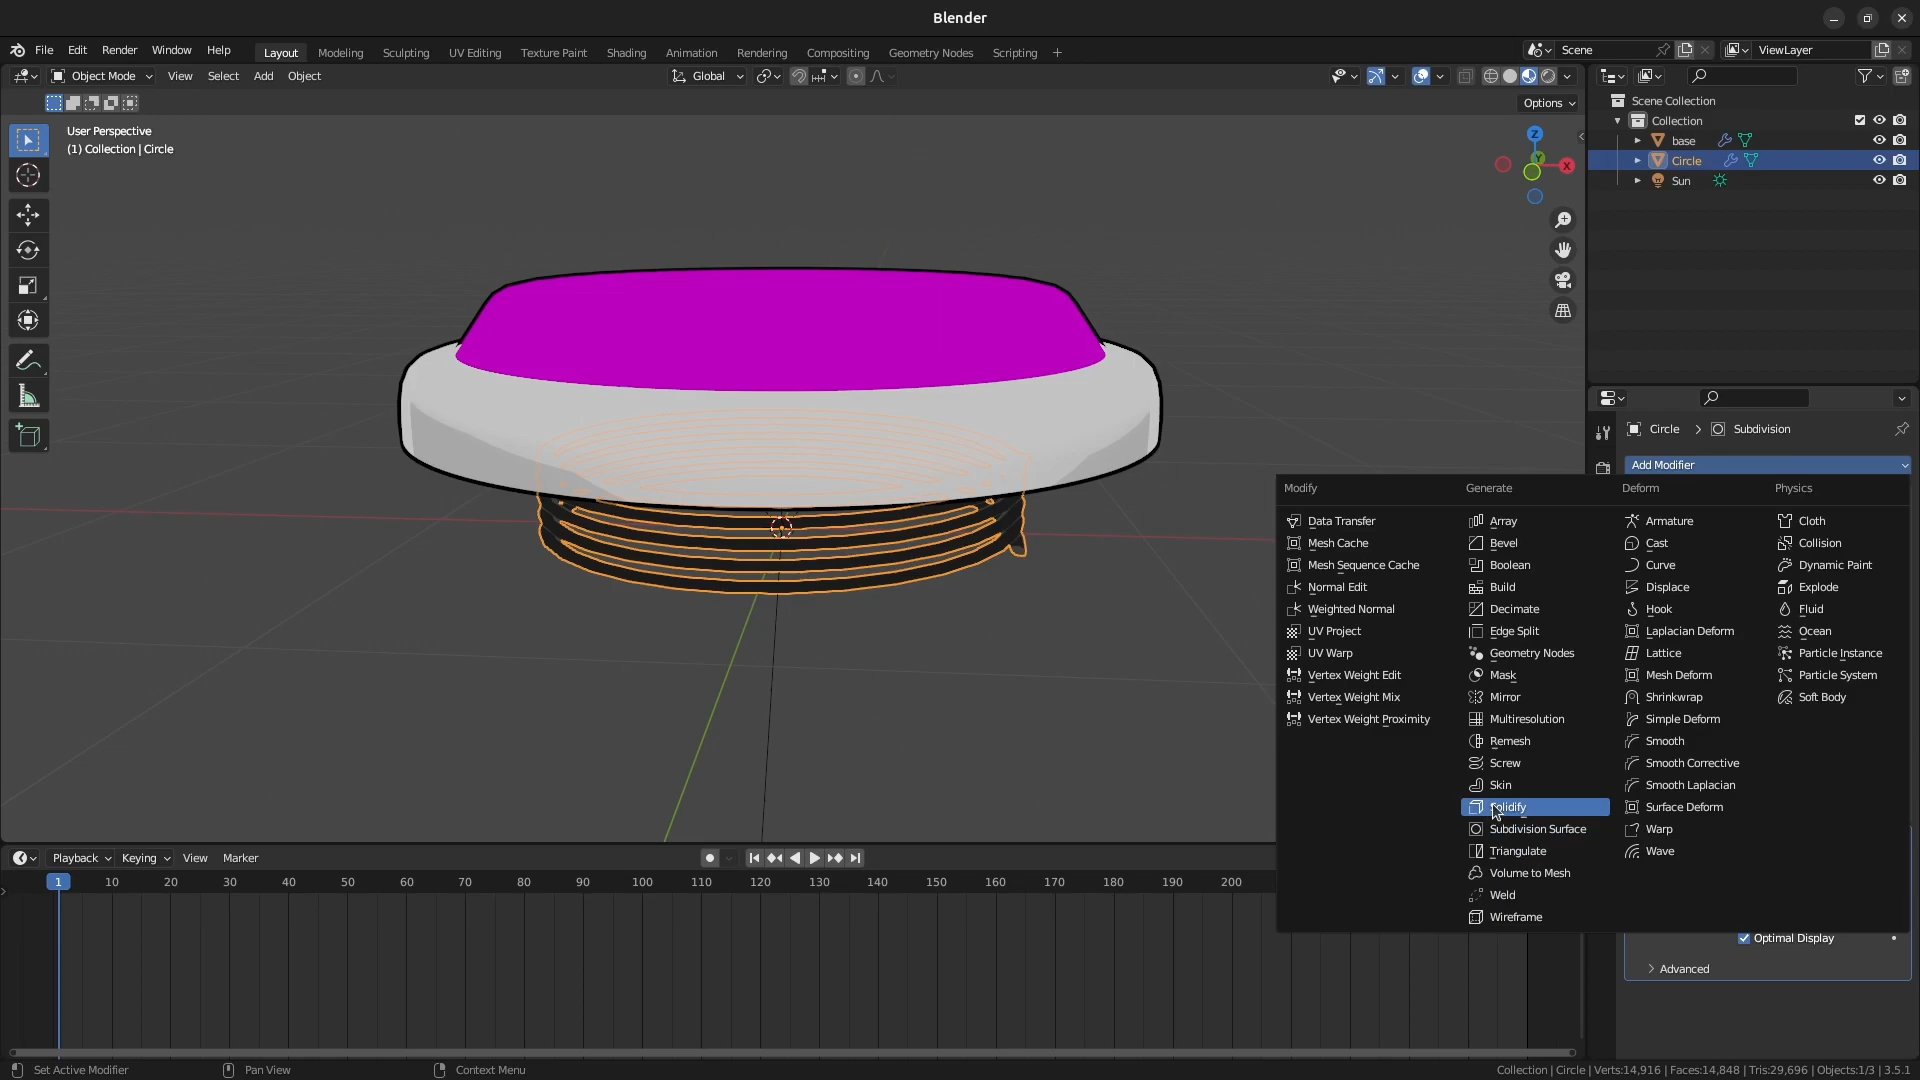 Blender
File Edit Render Window Help
Layout Modeling Sculpting UV Editing Texture Paint Shading Animation Rendering Compositing Geometry Nodes Scripting +
Scene
ViewLayer
Object Mode View Select Add Object
Global
Options
User Perspective
(1) Collection | Circle
Z
Y
X
Scene Collection
Collection
base
Circle
Sun
Circle > Subdivision
Add Modifier
Modify
Data Transfer
Mesh Cache
Mesh Sequence Cache
Normal Edit
Weighted Normal
UV Project
UV Warp
Vertex Weight Edit
Vertex Weight Mix
Vertex Weight Proximity
Generate
Array
Bevel
Boolean
Build
Decimate
Edge Split
Geometry Nodes
Mask
Mirror
Multiresolution
Remesh
Screw
Skin
Solidify
Subdivision Surface
Triangulate
Volume to Mesh
Weld
Wireframe
Deform
Armature
Cast
Curve
Displace
Hook
Laplacian Deform
Lattice
Mesh Deform
Shrinkwrap
Simple Deform
Smooth
Smooth Corrective
Smooth Laplacian
Surface Deform
Warp
Wave
Physics
Cloth
Collision
Dynamic Paint
Explode
Fluid
Ocean
Particle Instance
Particle System
Soft Body
Optimal Display
Advanced
Playback Keying View Marker
1 10 20 30 40 50 60 70 80 90 100 110 120 130 140 150 160 170 180 190 200
Set Active Modifier Pan View Context Menu
Collection | Circle | Verts:14,916 | Faces:14,848 | Tris:29,696 | Objects:1/3 | 3.5.1